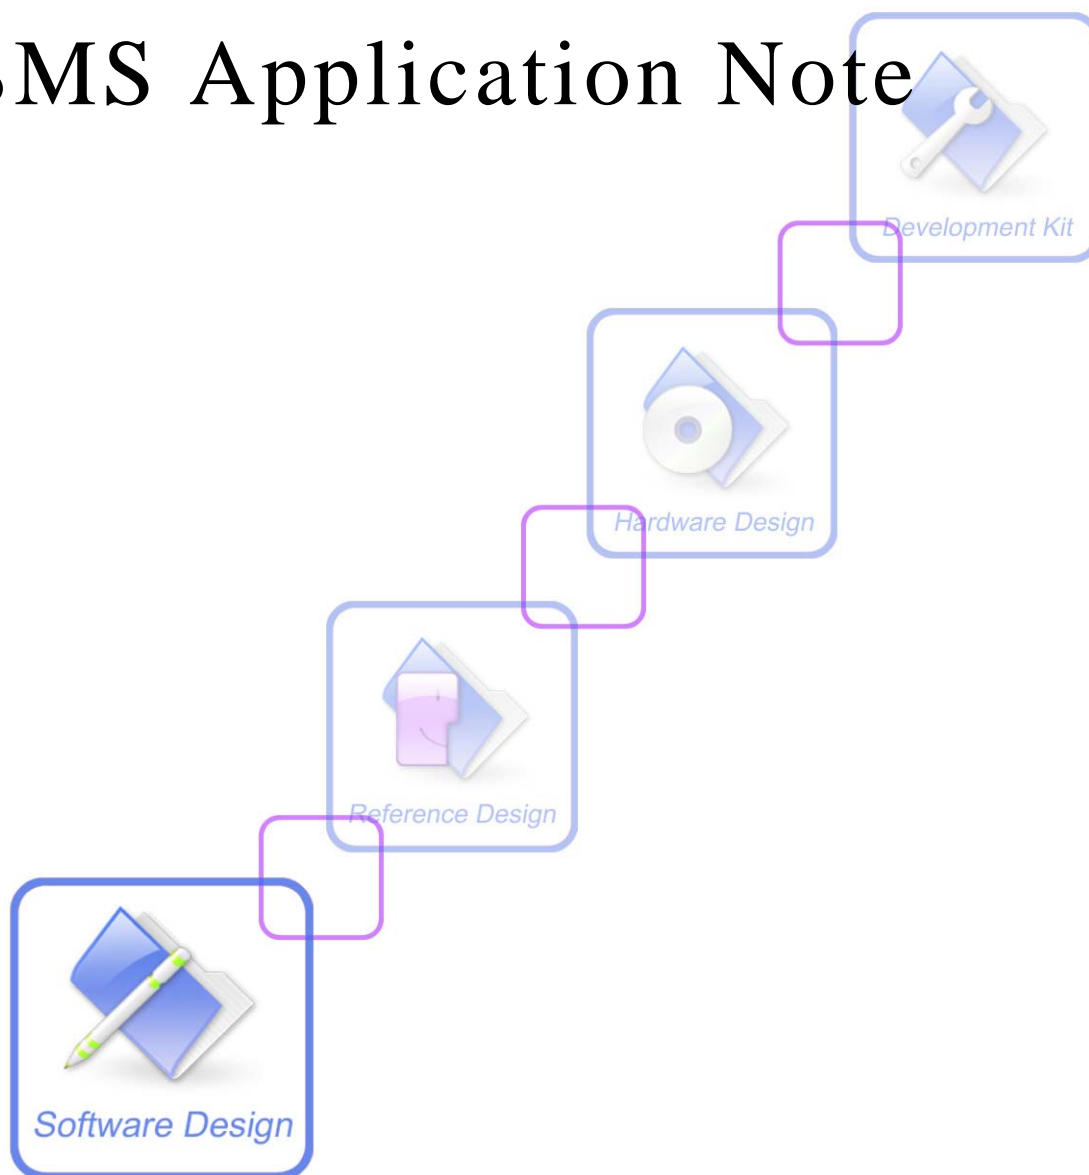 MS Application Note
Development Kit
Hardware Design
Reference Design
Software Design